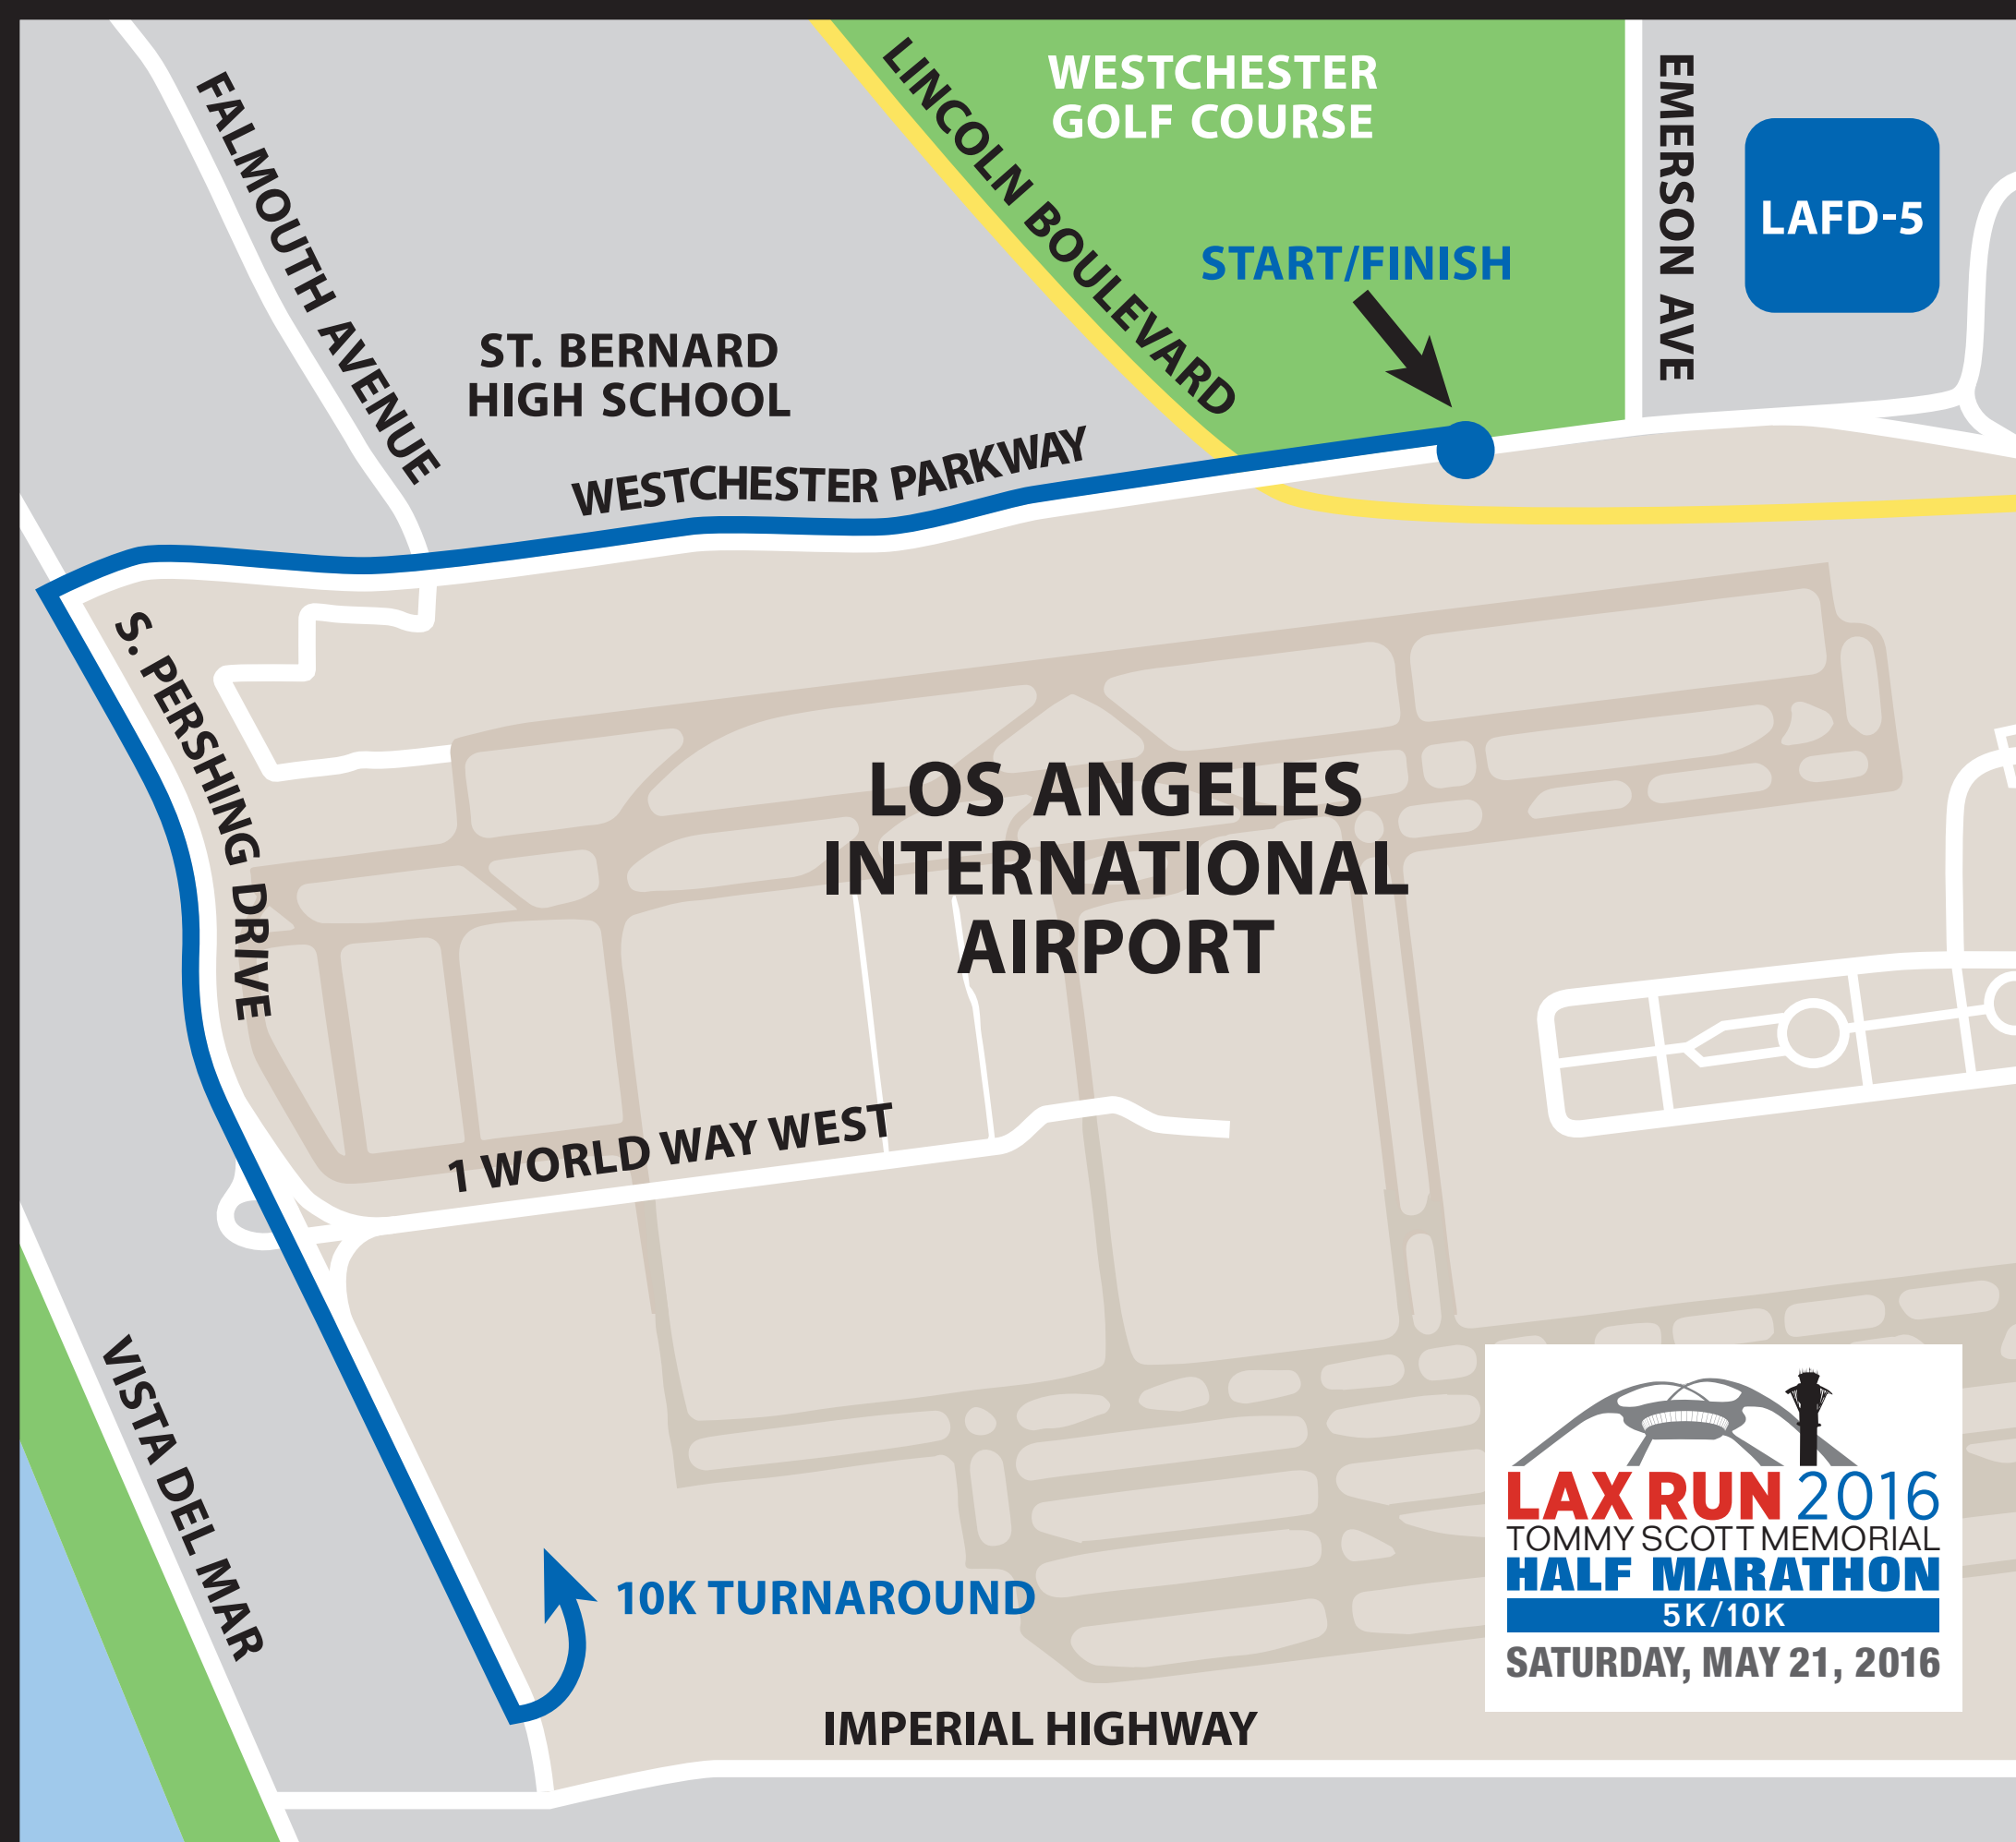 FALMOUTH AVENUE
LINCOLN BOULEVARD
WESTCHESTER
GOLF COURSE
EMERSON AVE
LAFD-5
START/FINISH
ST. BERNARD
HIGH SCHOOL
WESTCHESTER PARKWAY
S. PERSHING DRIVE
LOS ANGELES
INTERNATIONAL
AIRPORT
1 WORLD WAY WEST
VISTA DEL MAR
10K TURNAROUND
IMPERIAL HIGHWAY
LAX RUN 2016
TOMMY SCOTT MEMORIAL
HALF MARATHON
5K/10K
SATURDAY, MAY 21, 2016